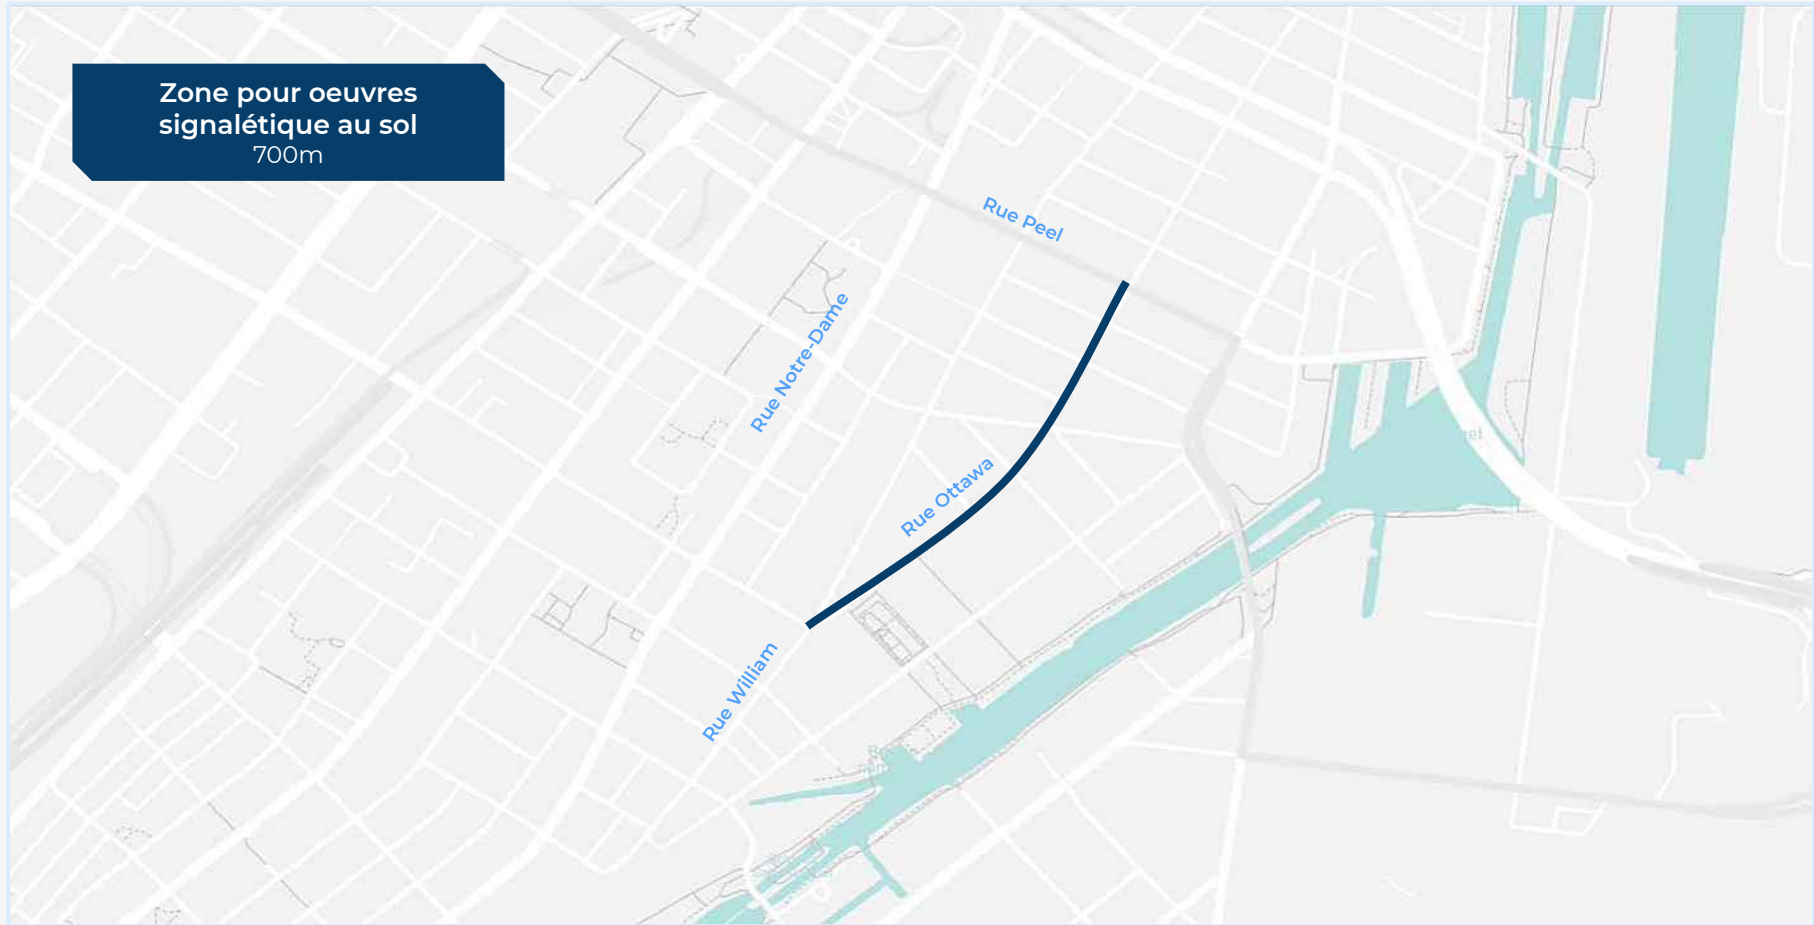 Zone pour oeuvres
signalétique au sol
700m
Rue Peel
Rue Notre-Dame
Rue Ottawa
Rue William